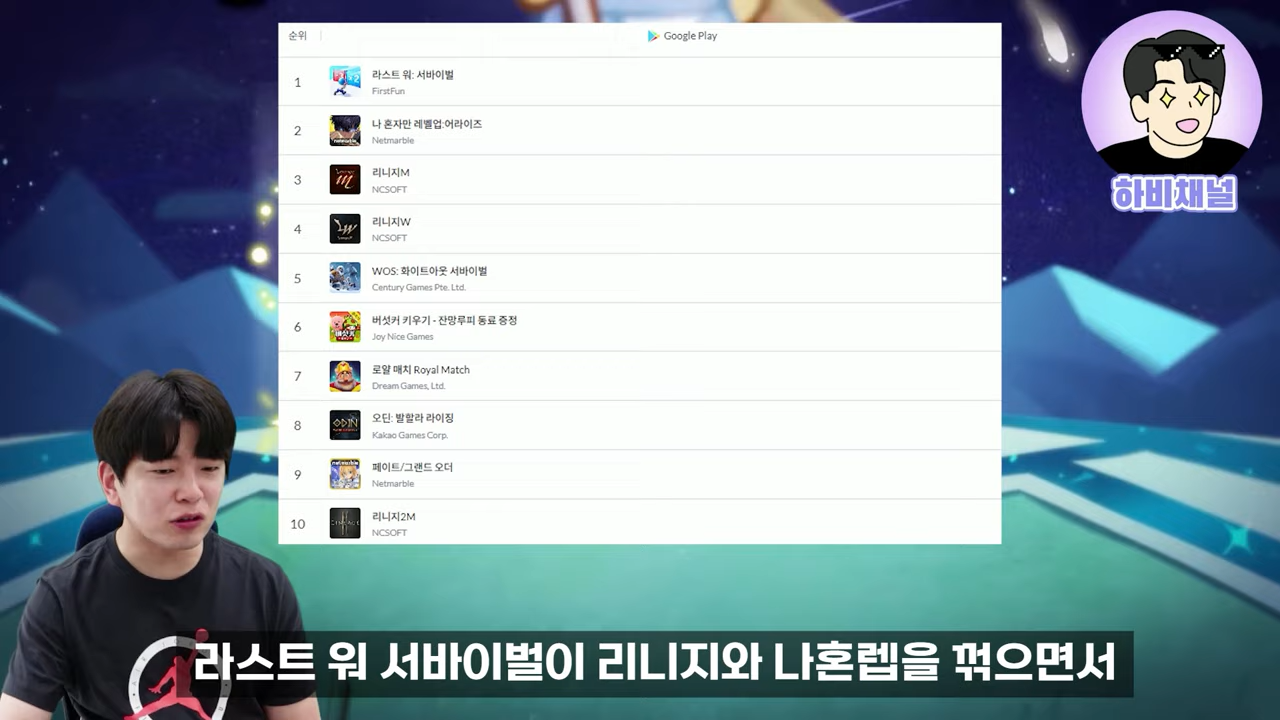 순위
Google Play
1
라스트 워: 서바이벌
FirstFun
2
나 혼자만 레벨업:어라이즈
Netmarble
3
리니지M
NCSOFT
4
리니지W
NCSOFT
5
WOS: 화이트아웃 서바이벌
Century Games Pte. Ltd.
6
버섯커 키우기 - 잔망루피 동료 증정
Joy Nice Games
7
로얄 매치 Royal Match
Dream Games, Ltd.
8
ODIN
오딘: 발할라 라이징
Kakao Games Corp.
9
netmarble
페이트/그랜드 오더
Netmarble
10
리니지2M
NCSOFT
하비채널
라스트 워 서바이벌이 리니지와 나혼렙을 꺾으면서